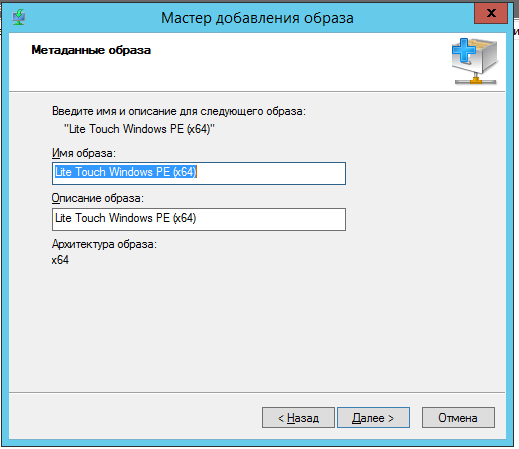 Мастер добавления образа
x
Метаданные образа
Введите имя и описание для следующего образа:
"Lite Touch Windows PE (x64)"
Имя образа:
Lite Touch Windows PE (x64)
Описание образа:
Lite Touch Windows PE (x64)
Архитектура образа:
x64
< Назад
Далее >
Отмена